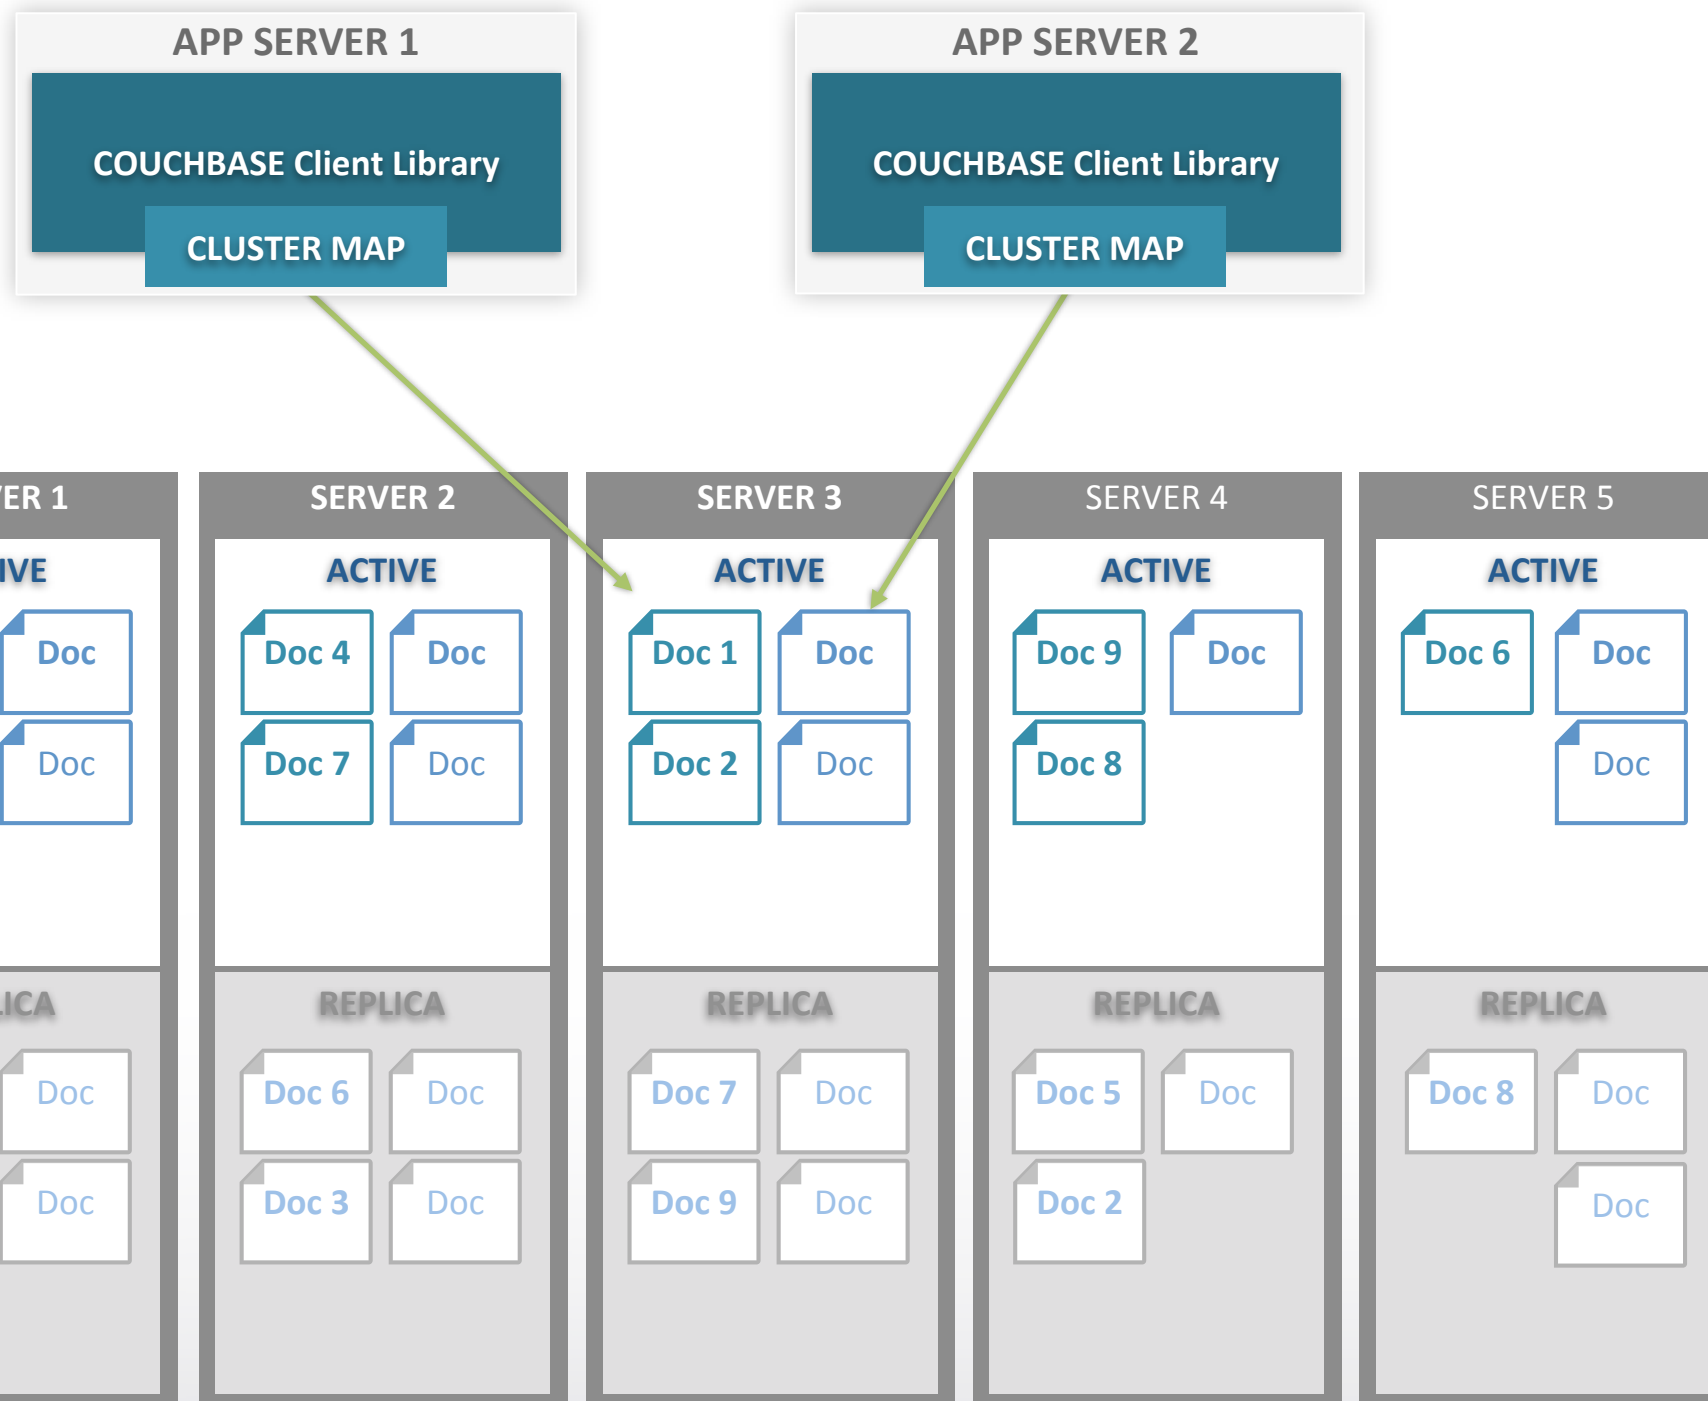 APP SERVER 1
COUCHBASE Client Library
CLUSTER MAP
APP SERVER 2
COUCHBASE Client Library
CLUSTER MAP
ER 1
IVE
Doc
Doc
ICA
Doc
Doc
SERVER 2
ACTIVE
Doc 4
Doc
Doc 7
Doc
REPLICA
Doc 6
Doc
Doc 3
Doc
SERVER 3
ACTIVE
Doc 1
Doc
Doc 2
Doc
REPLICA
Doc 7
Doc
Doc 9
Doc
SERVER 4
ACTIVE
Doc 9
Doc
Doc 8
REPLICA
Doc 5
Doc
Doc 2
SERVER 5
ACTIVE
Doc 6
Doc
Doc
REPLICA
Doc 8
Doc
Doc